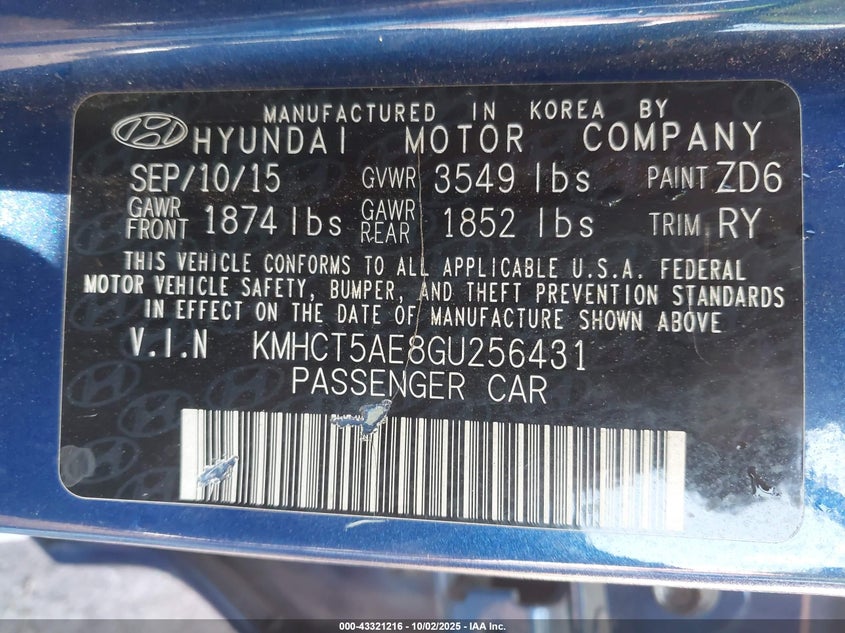 MANUFACTURED IN KOREA BY
HYUNDAI MOTOR COMPANY
SEP/10/15 GVWR 3549 lbs PAINT ZD6
GAWR FRONT 1874 lbs GAWR REAR 1852 lbs TRIM RY
THIS VEHICLE CONFORMS TO ALL APPLICABLE U.S.A. FEDERAL
MOTOR VEHICLE SAFETY, BUMPER, AND THEFT PREVENTION STANDARDS
IN EFFECT ON THE DATE OF MANUFACTURE SHOWN ABOVE
V.I.N KMHCT5AE8GU256431
PASSENGER CAR
000-43321216 - 10/02/2025 - IAA Inc.